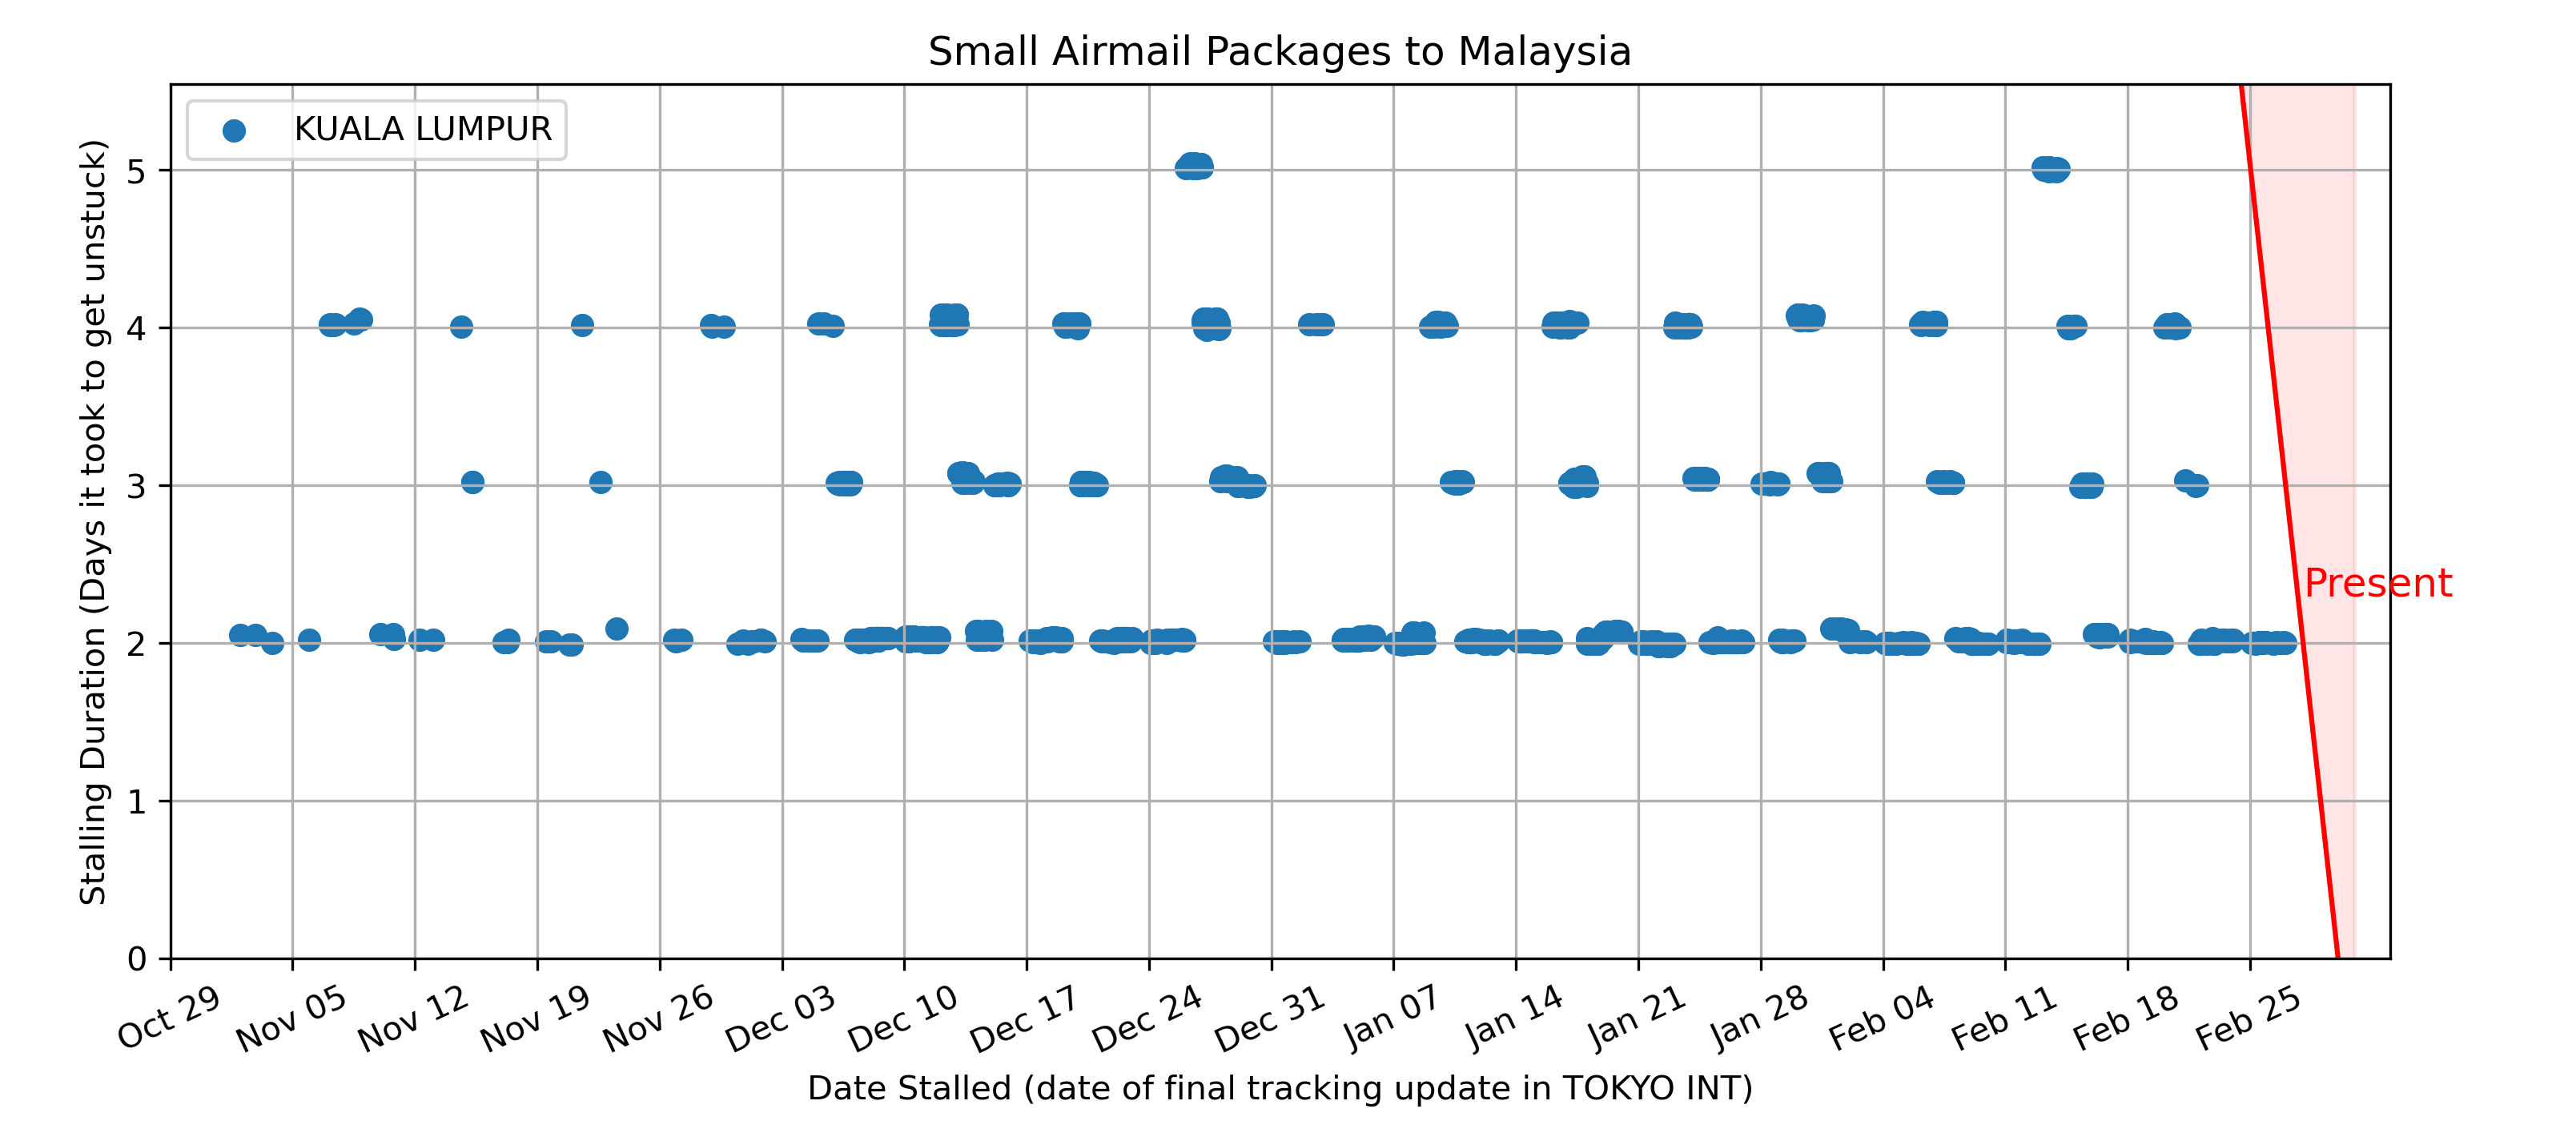 Small Airmail Packages to Malaysia
KUALA LUMPUR
Stalling Duration (Days it took to get unstuck)
5
4
3
2
1
0
Present
Oct 29
Nov 05
Nov 12
Nov 19
Nov 26
Dec 03
Dec 10
Dec 17
Dec 24
Dec 31
Jan 07
Jan 14
Jan 21
Jan 28
Feb 04
Feb 11
Feb 18
Feb 25
Date Stalled (date of final tracking update in TOKYO INT)